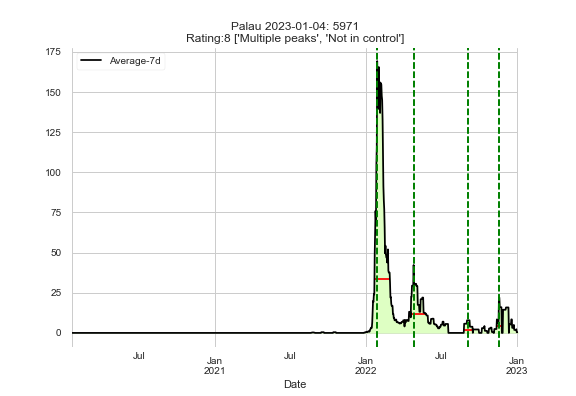 Palau 2023-01-04: 5971
Rating:8 ['Multiple peaks', 'Not in control']
Average-7d
175
150
125
100
75
50
25
0
Jul
Jan
2021
Jul
Jan
2022
Jul
Jan
2023
Date